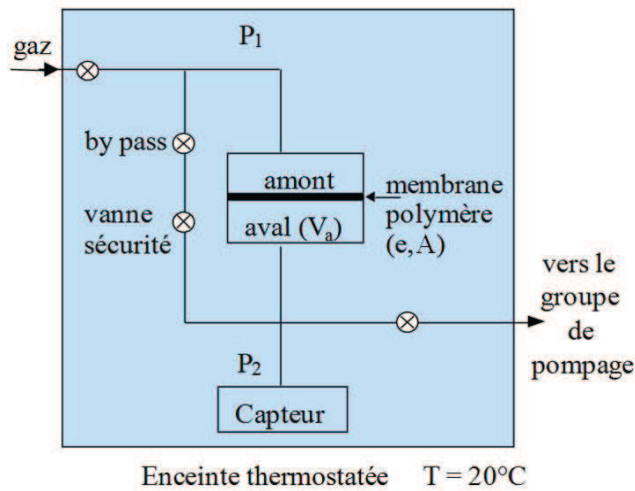 P₁
gaz
by pass
amont
membrane
polymère
(e, A)
vanne
sécurité
aval (Vₐ)
vers le
groupe
de
pompage
P₂
Capteur
Enceinte thermostatée T = 20°C